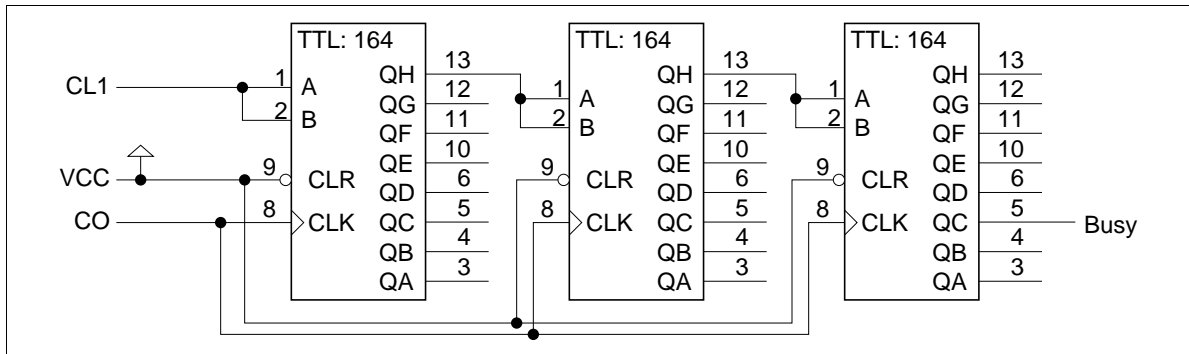 TTL: 164 TTL: 164 TTL: 164
CL1 1 A QH 13 1 A QH 13 1 A QH 13
2 B QG 12 2 B QG 12 2 B QG 12
QF 11 QF 11 QF 11
VCC 9 CLR QE 10 9 CLR QE 10 9 CLR QE 10
QD 6 QD 6 QD 6
CO 8 CLK QC 5 8 CLK QC 5 8 CLK QC 5 Busy
QB 4 QB 4 QB 4
QA 3 QA 3 QA 3